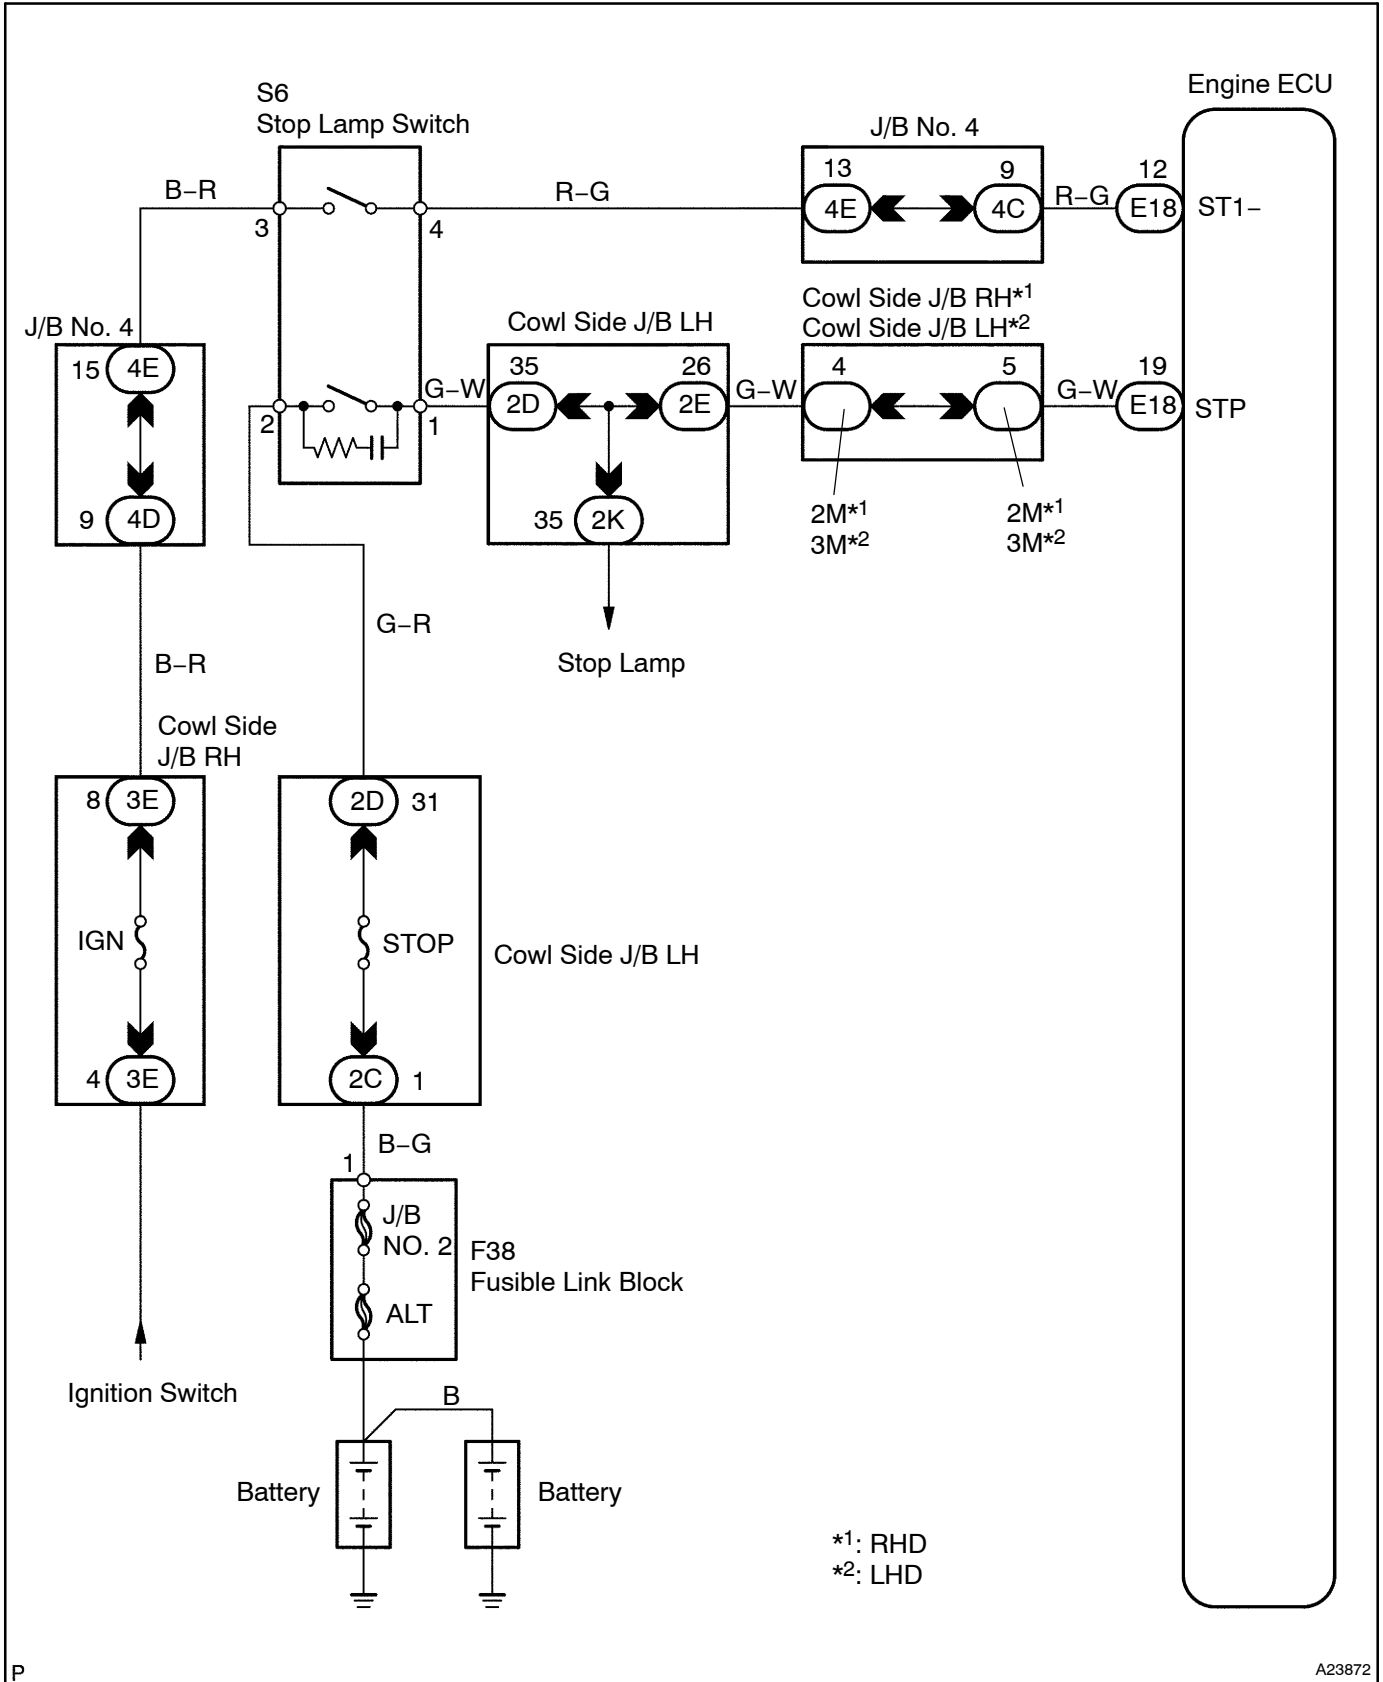 Engine ECU
S6
Stop Lamp Switch
J/B No. 4
13
9
12
B–R
R–G
4E
4C
R–G
E18
ST1–
3
4
Cowl Side J/B RH*1
Cowl Side J/B LH*2
J/B No. 4
Cowl Side J/B LH
15
4E
35
26
4
5
19
G–W
2D
2E
G–W
G–W
E18
STP
2
1
9
4D
35
2K
2M*1
3M*2
2M*1
3M*2
G–R
B–R
Stop Lamp
Cowl Side
J/B RH
8
3E
2D
31
IGN
STOP
Cowl Side J/B LH
4
3E
2C
1
B–G
1
J/B
NO. 2
F38
Fusible Link Block
ALT
Ignition Switch
B
Battery
Battery
*1: RHD
*2: LHD
P
A23872